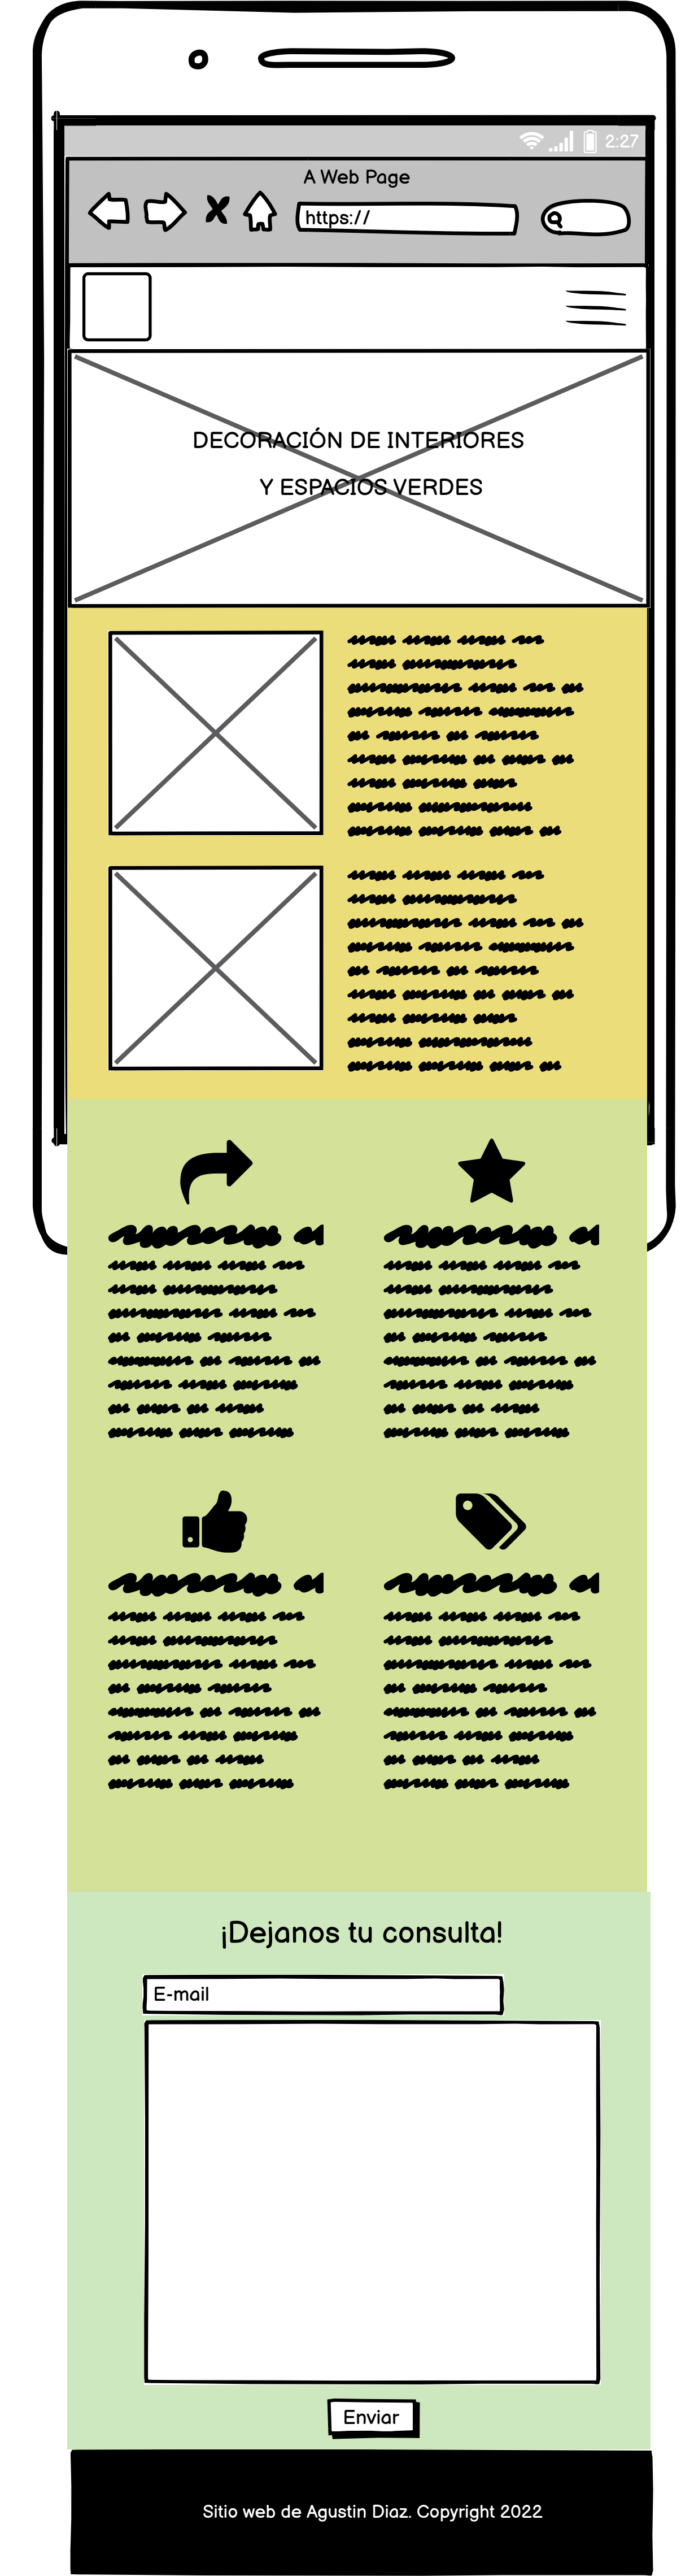 2:27
A Web Page
https://
DECORACIÓN DE INTERIORES
Y ESPACIOS VERDES
¡Dejanos tu consulta!
E-mail
Enviar
Sitio web de Agustin Diaz. Copyright 2022